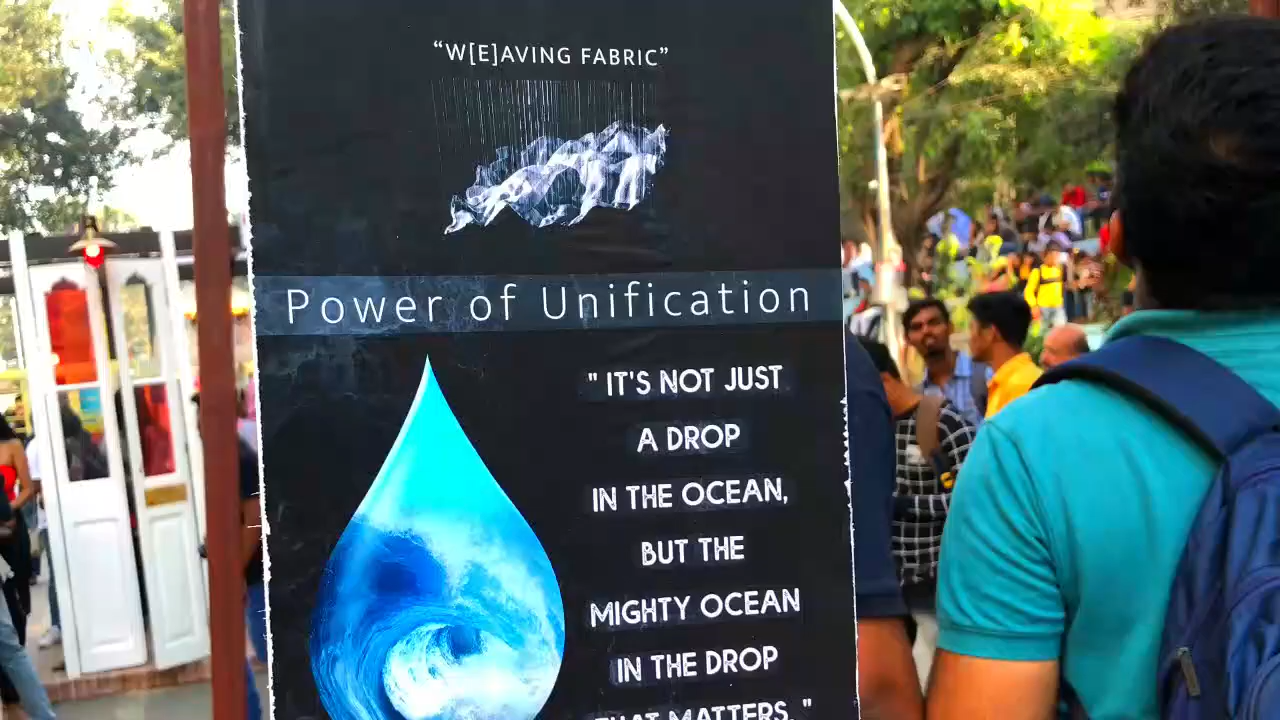 “W[E]AVING FABRIC”
Power of Unification
" IT'S NOT JUST
A DROP
IN THE OCEAN,
BUT THE
MIGHTY OCEAN
IN THE DROP
THAT MATTERS. "